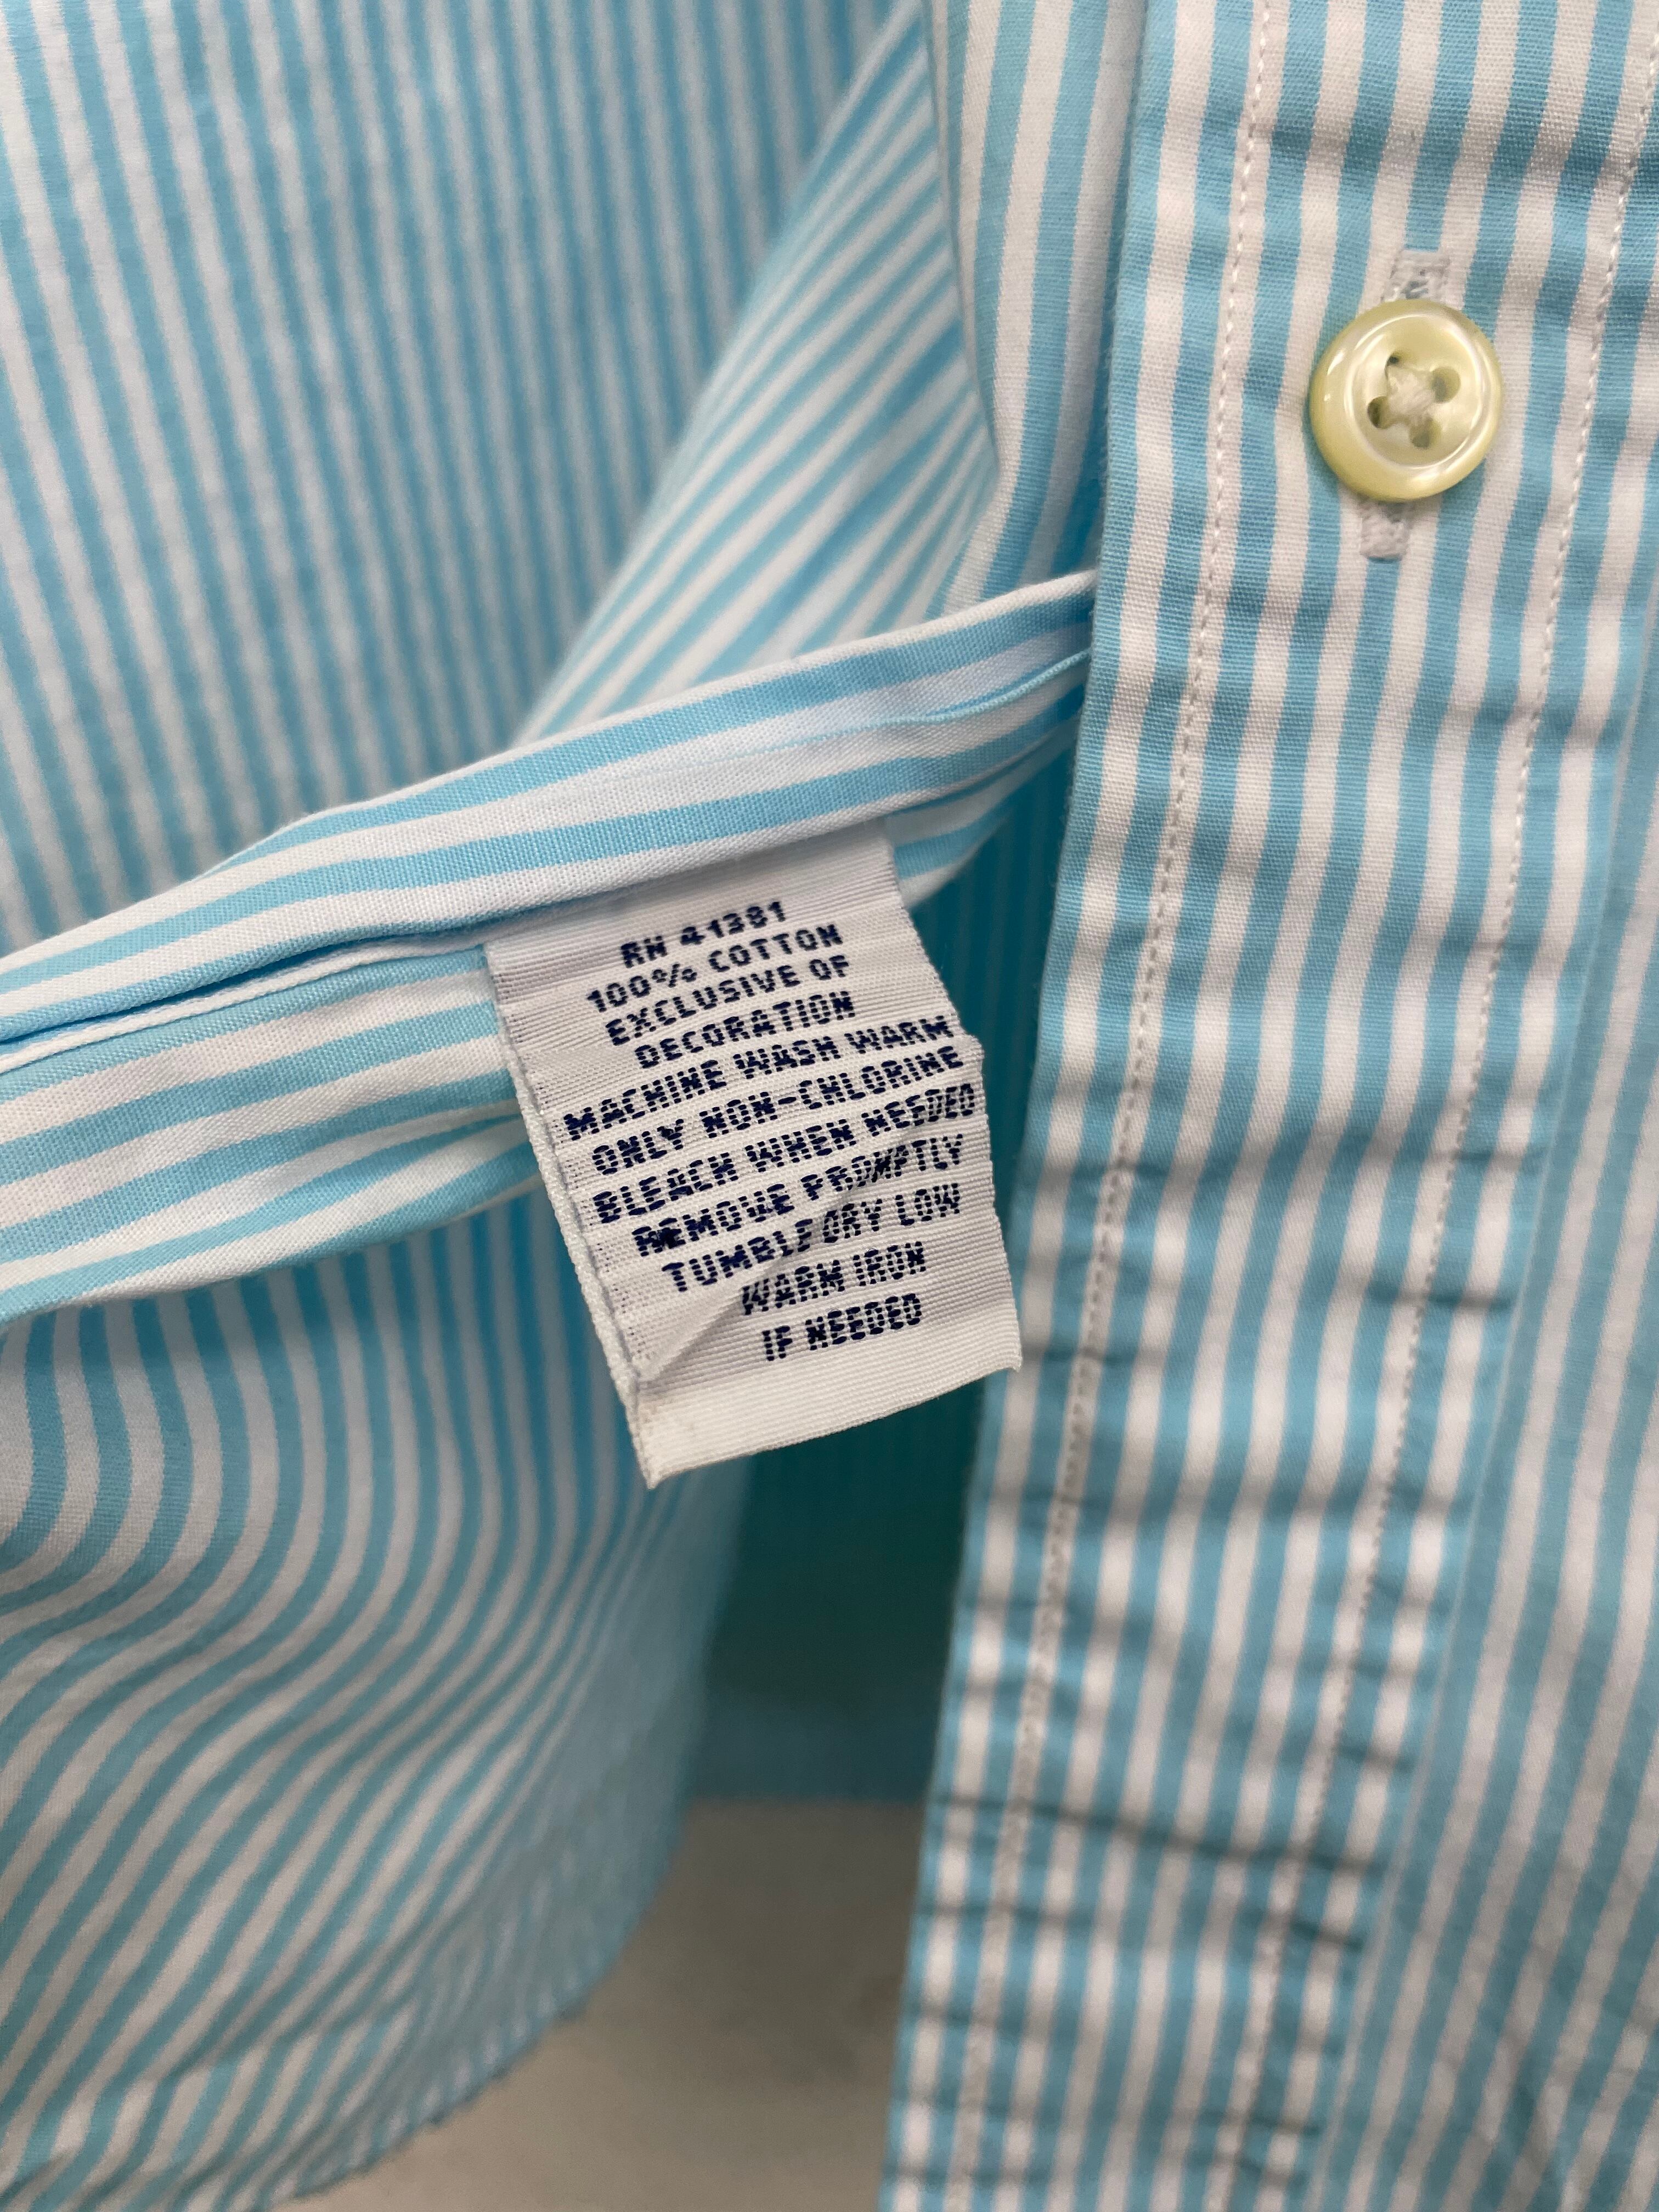 RN 41381
100% COTTON
EXCLUSIVE OF
DECORATION
MACHINE WASH WARM
ONLY NON-CHLORINE
BLEACH WHEN NEEDED
REMOVE PROMPTLY
TUMBLE DRY LOW
WARM IRON
IF NEEDED